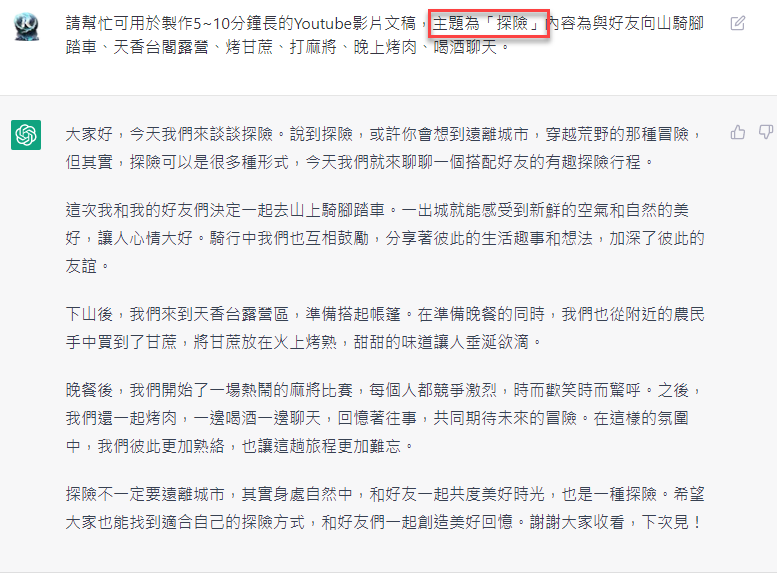 請幫忙可用於製作5~10分鐘長的Youtube影片文稿，主題為「探險」內容為與好友向山騎腳
踏車、天香台閣露營、烤甘蔗、打麻將、晚上烤肉、喝酒聊天。
大家好，今天我們來談談探險。說到探險，或許你會想到遠離城市，穿越荒野的那種冒險，
但其實，探險可以是很多種形式，今天我們就來聊聊一個搭配好友的有趣探險行程。
這次我和我的好友們決定一起去山上騎腳踏車。一出城就能感受到新鮮的空氣和自然的美
好，讓人心情大好。騎行中我們也互相鼓勵，分享著彼此的生活趣事和想法，加深了彼此的
友誼。
下山後，我們來到天香台露營區，準備搭起帳篷。在準備晚餐的同時，我們也從附近的農民
手中買到了甘蔗，將甘蔗放在火上烤熟，甜甜的味道讓人垂涎欲滴。
晚餐後，我們開始了一場熱鬧的麻將比賽，每個人都競爭激烈，時而歡笑時而驚呼。之後，
我們還一起烤肉，一邊喝酒一邊聊天，回憶著往事，共同期待未來的冒險。在這樣的氛圍
中，我們彼此更加熟絡，也讓這趟旅程更加難忘。
探險不一定要遠離城市，其實身處自然中，和好友一起共度美好時光，也是一種探險。希望
大家也能找到適合自己的探險方式，和好友們一起創造美好回憶。謝謝大家收看，下次見！